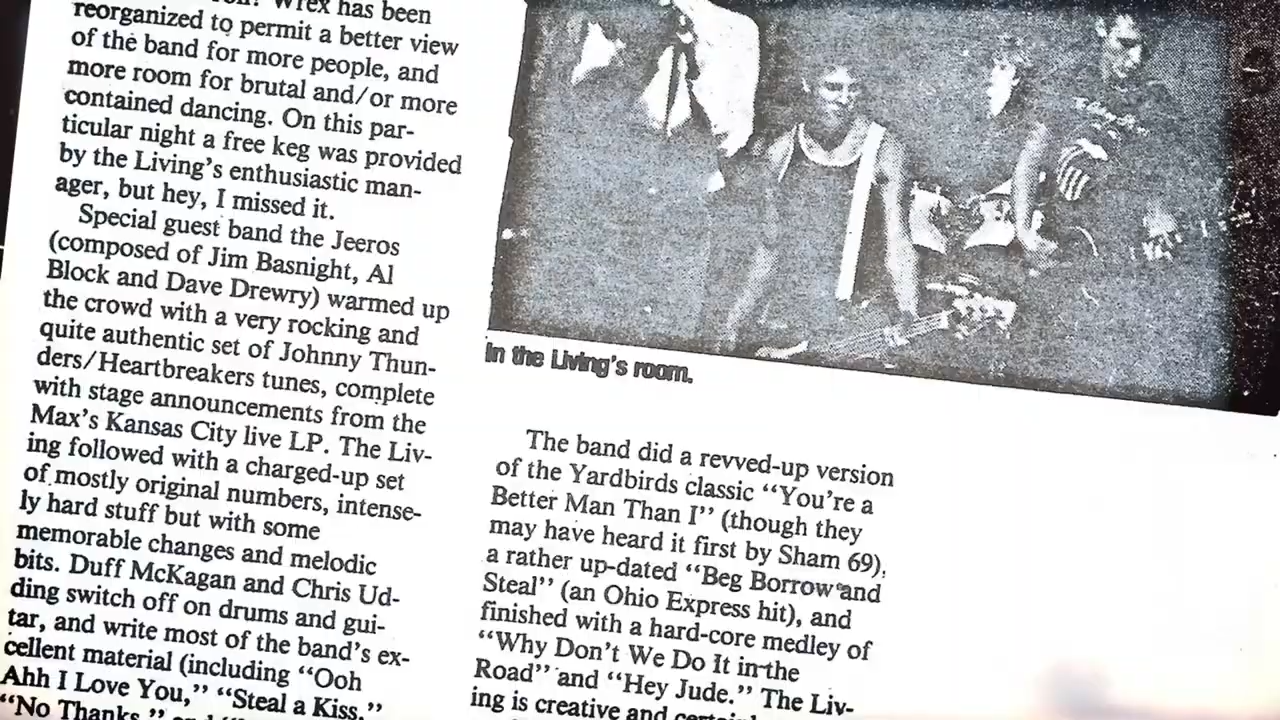 Wrex has been
reorganized to permit a better view
of the band for more people, and
more room for brutal and/or more
contained dancing. On this par-
ticular night a free keg was provided
by the Living's enthusiastic man-
ager, but hey, I missed it.
Special guest band the Jeeros
(composed of Jim Basnight, Al
Block and Dave Drewry) warmed up
the crowd with a very rocking and
quite authentic set of Johnny Thun-
ders/Heartbreakers tunes, complete
with stage announcements from the
Max's Kansas City live LP. The Liv-
ing followed with a charged-up set
of mostly original numbers, intense-
ly hard stuff but with some
memorable changes and melodic
bits. Duff McKagan and Chris Ud-
ding switch off on drums and gui-
tar, and write most of the band's ex-
cellent material (including "Ooh
Ahh I Love You," "Steal a Kiss,"
"No Thanks,"
In the Living's room.
The band did a revved-up version
of the Yardbirds classic "You're a
Better Man Than I" (though they
may have heard it first by Sham 69),
a rather up-dated "Beg Borrow and
Steal" (an Ohio Express hit), and
finished with a hard-core medley of
"Why Don't We Do It in the
Road" and "Hey Jude." The Liv-
ing is creative and